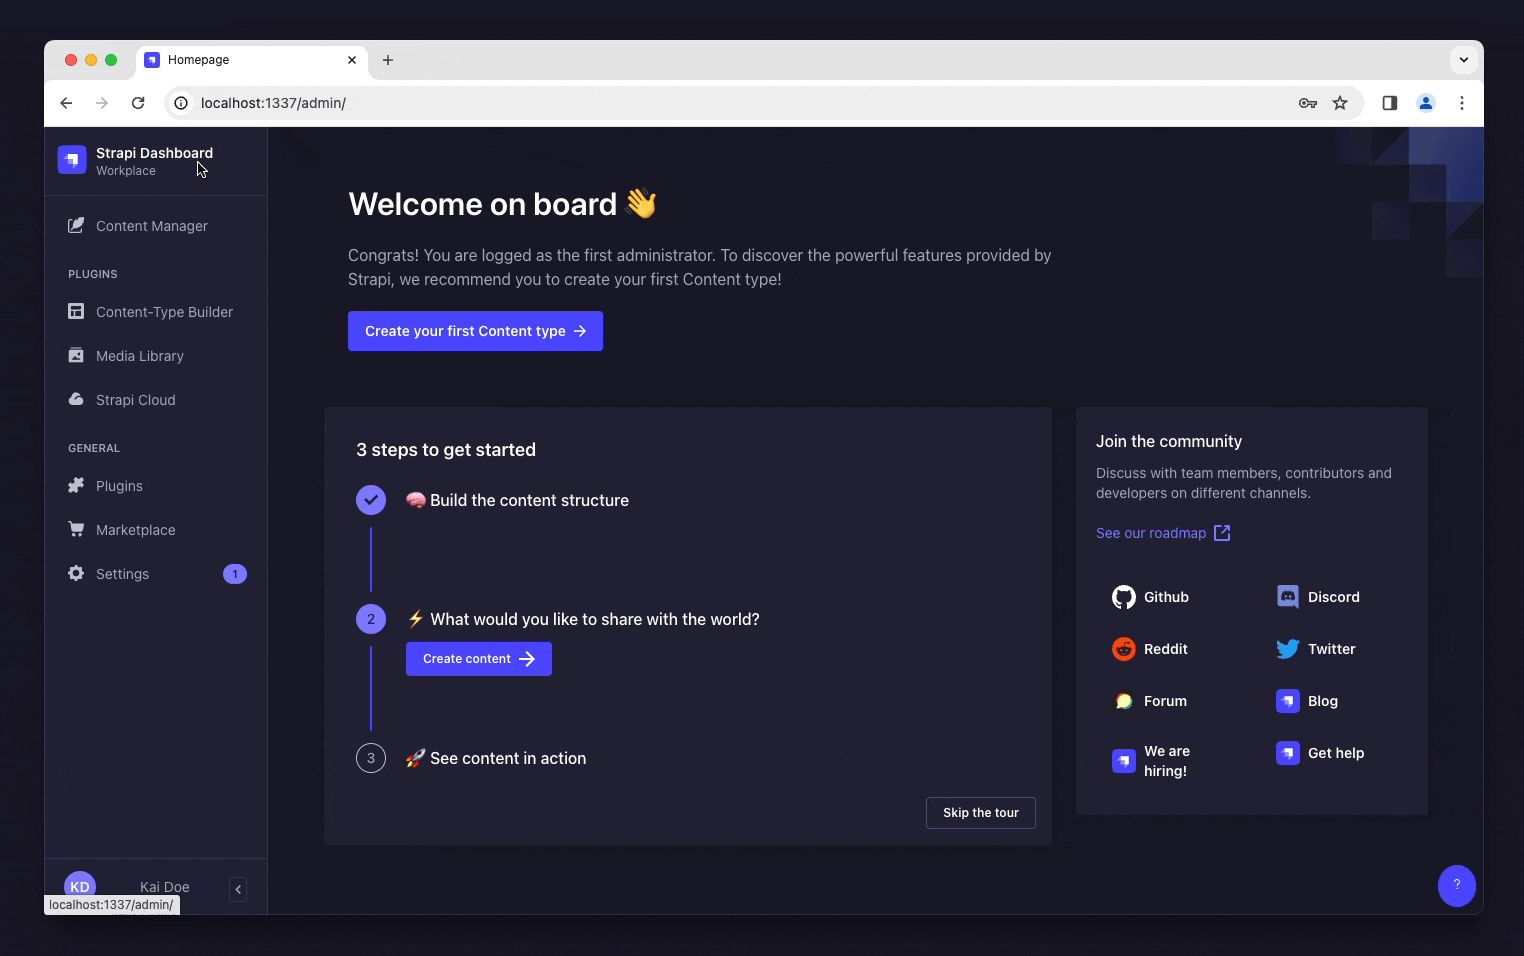 Homepage
localhost:1337/admin/
Strapi Dashboard
Workplace
Content Manager
PLUGINS
Content-Type Builder
Media Library
Strapi Cloud
GENERAL
Plugins
Marketplace
Settings
1
KD
Kai Doe
localhost:1337/admin/
Welcome on board
Congrats! You are logged as the first administrator. To discover the powerful features provided by
Strapi, we recommend you to create your first Content type!
Create your first Content type
3 steps to get started
Build the content structure
2
What would you like to share with the world?
Create content
3
See content in action
Skip the tour
Join the community
Discuss with team members, contributors and
developers on different channels.
See our roadmap
Github
Discord
Reddit
Twitter
Forum
Blog
We are
hiring!
Get help
?